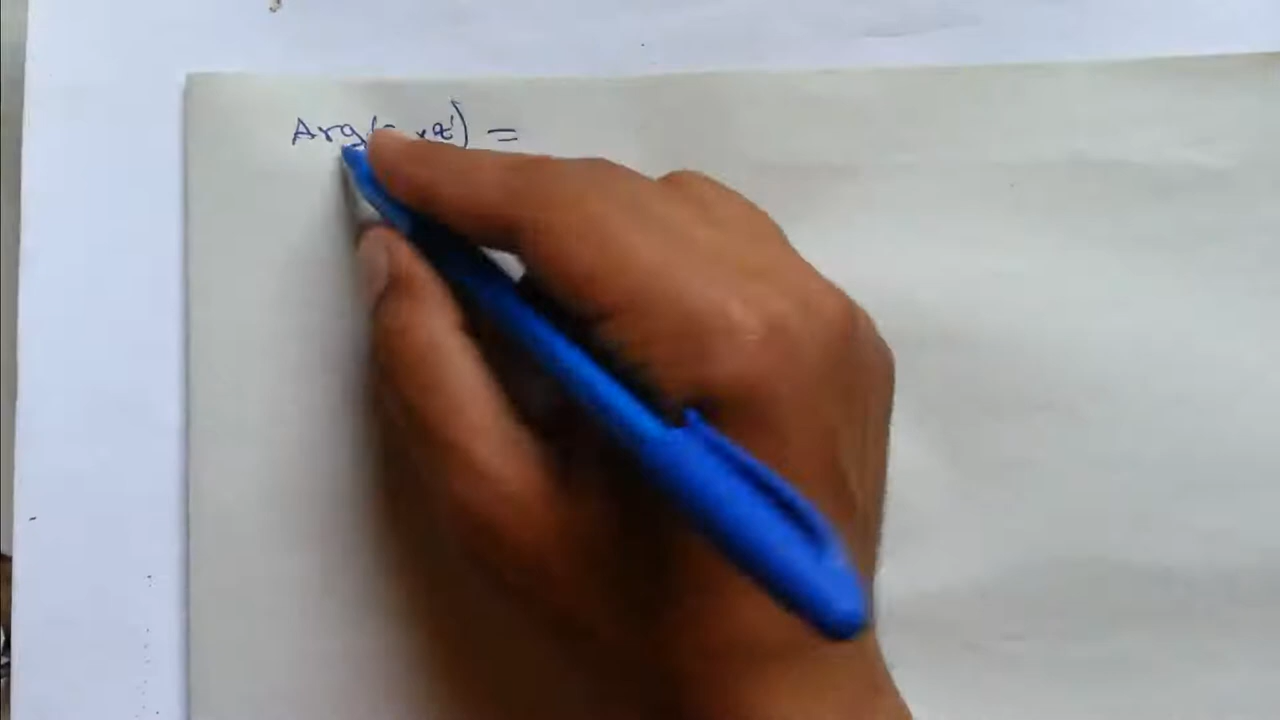 Arg( × z') =